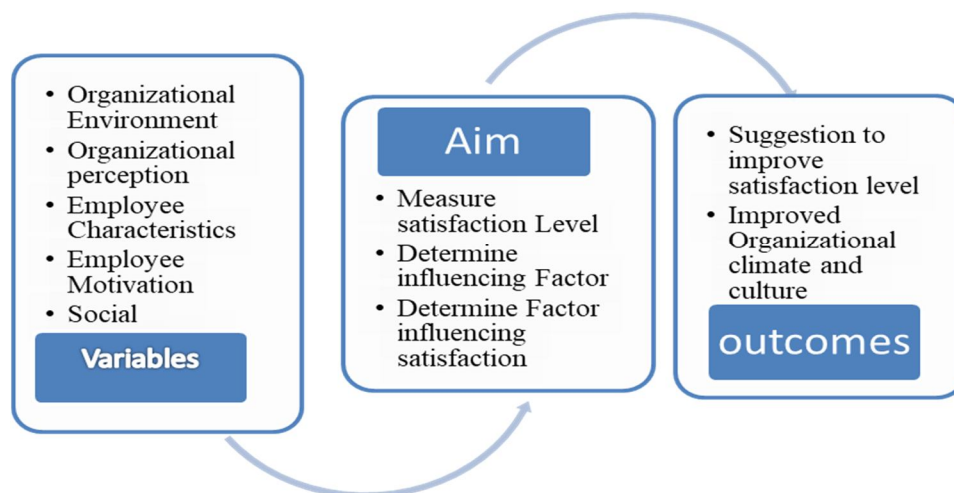 • Organizational
Environment
• Organizational
perception
• Employee
Characteristics
• Employee
Motivation
• Social
Variables
Aim
• Measure
satisfaction Level
• Determine
influencing Factor
• Determine Factor
influencing
satisfaction
• Suggestion to
improve
satisfaction level
• Improved
Organizational
climate and
culture
outcomes